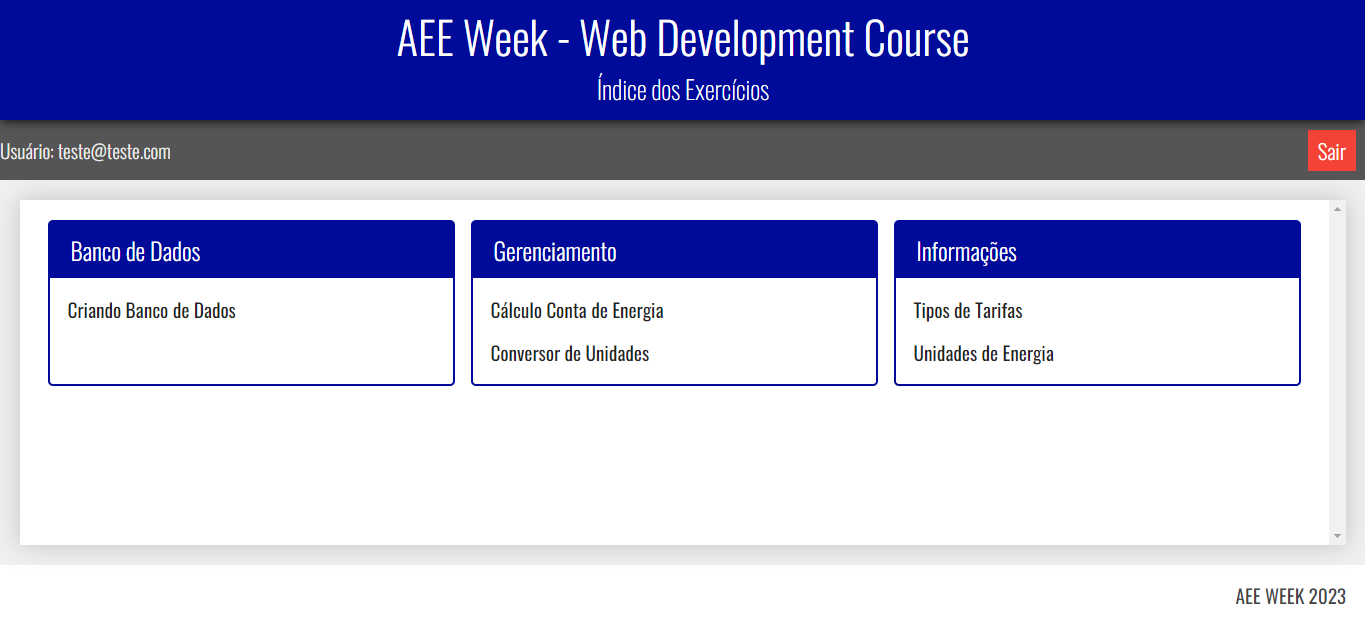 AEE Week - Web Development Course
Índice dos Exercícios
Usuário: teste@teste.com
Sair
Banco de Dados
Criando Banco de Dados
Gerenciamento
Cálculo Conta de Energia
Conversor de Unidades
Informações
Tipos de Tarifas
Unidades de Energia
AEE WEEK 2023